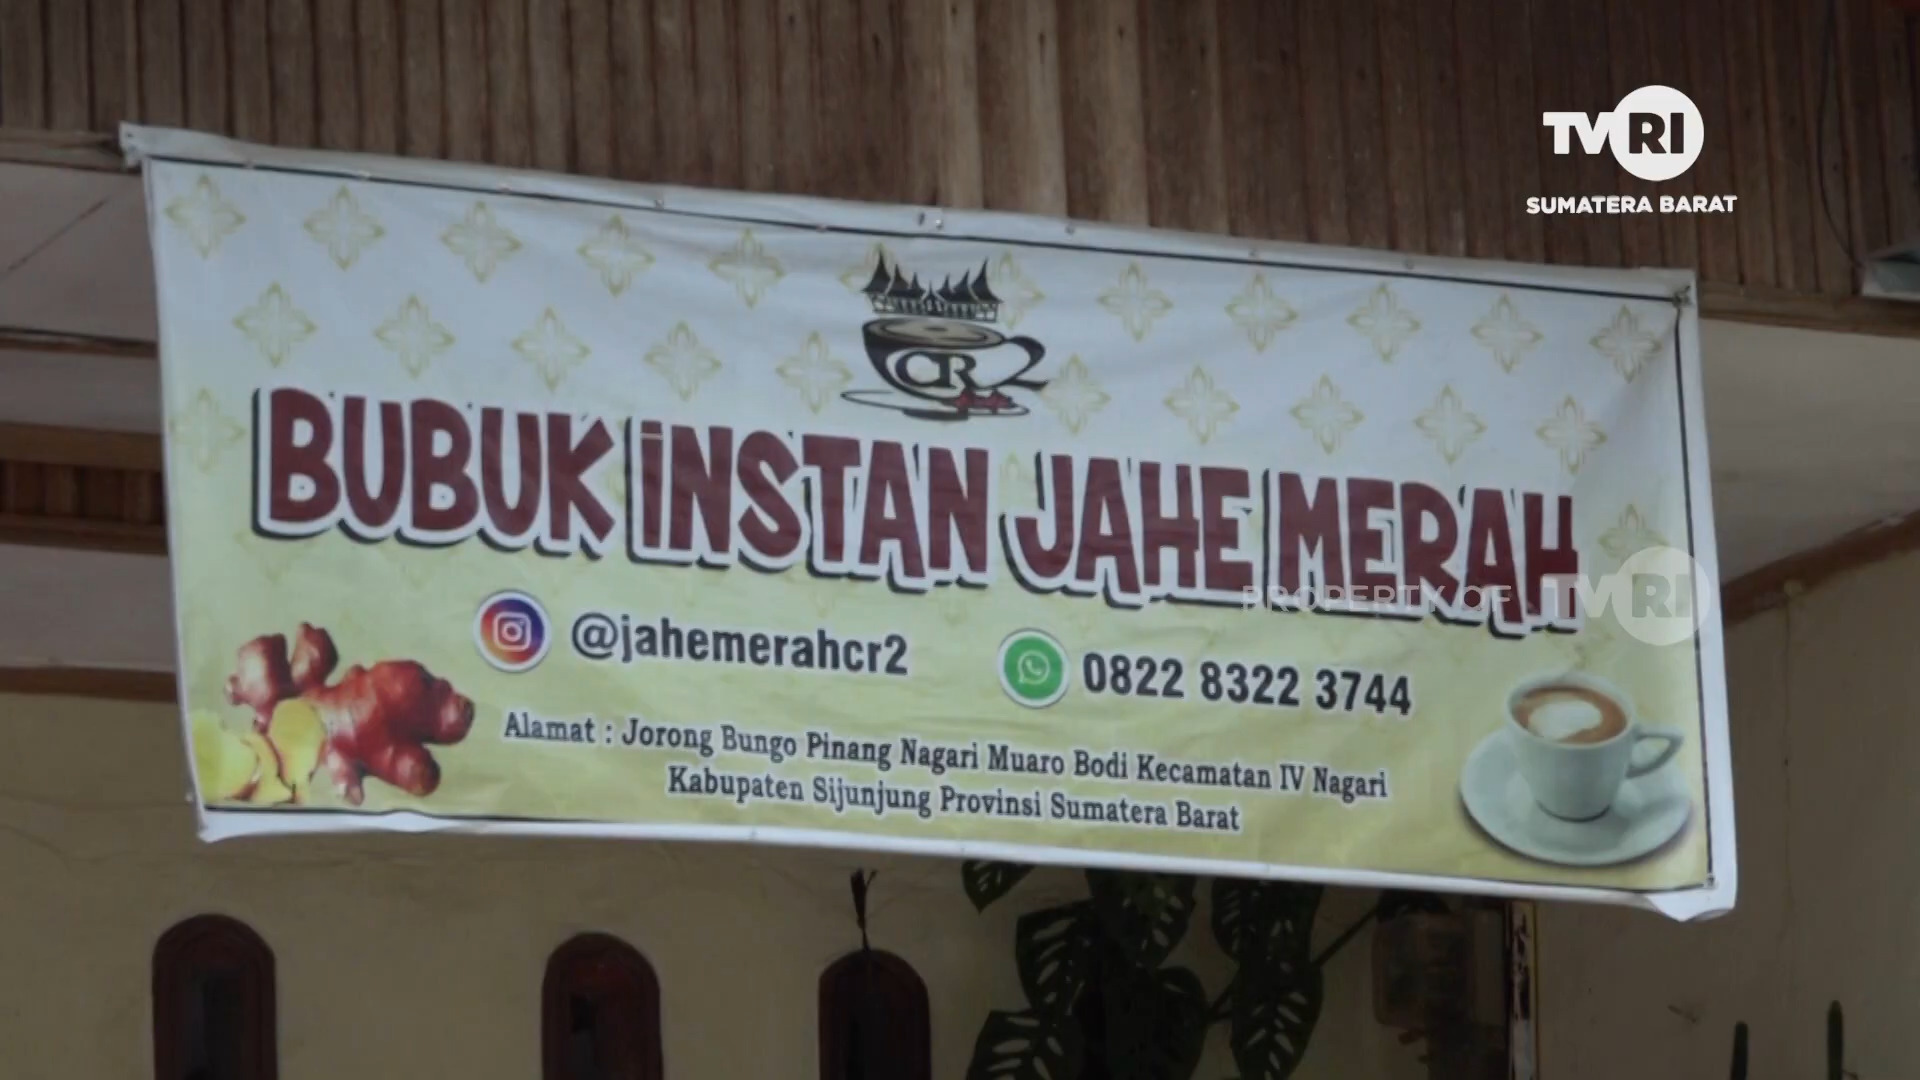 TVRI
SUMATERA BARAT
CR2
BUBUK INSTAN JAHE MERAH
PROPERTY OF TVRI
@jahemerahcr2
0822 8322 3744
Alamat : Jorong Bungo Pinang Nagari Muaro Bodi Kecamatan IV Nagari
Kabupaten Sijunjung Provinsi Sumatera Barat